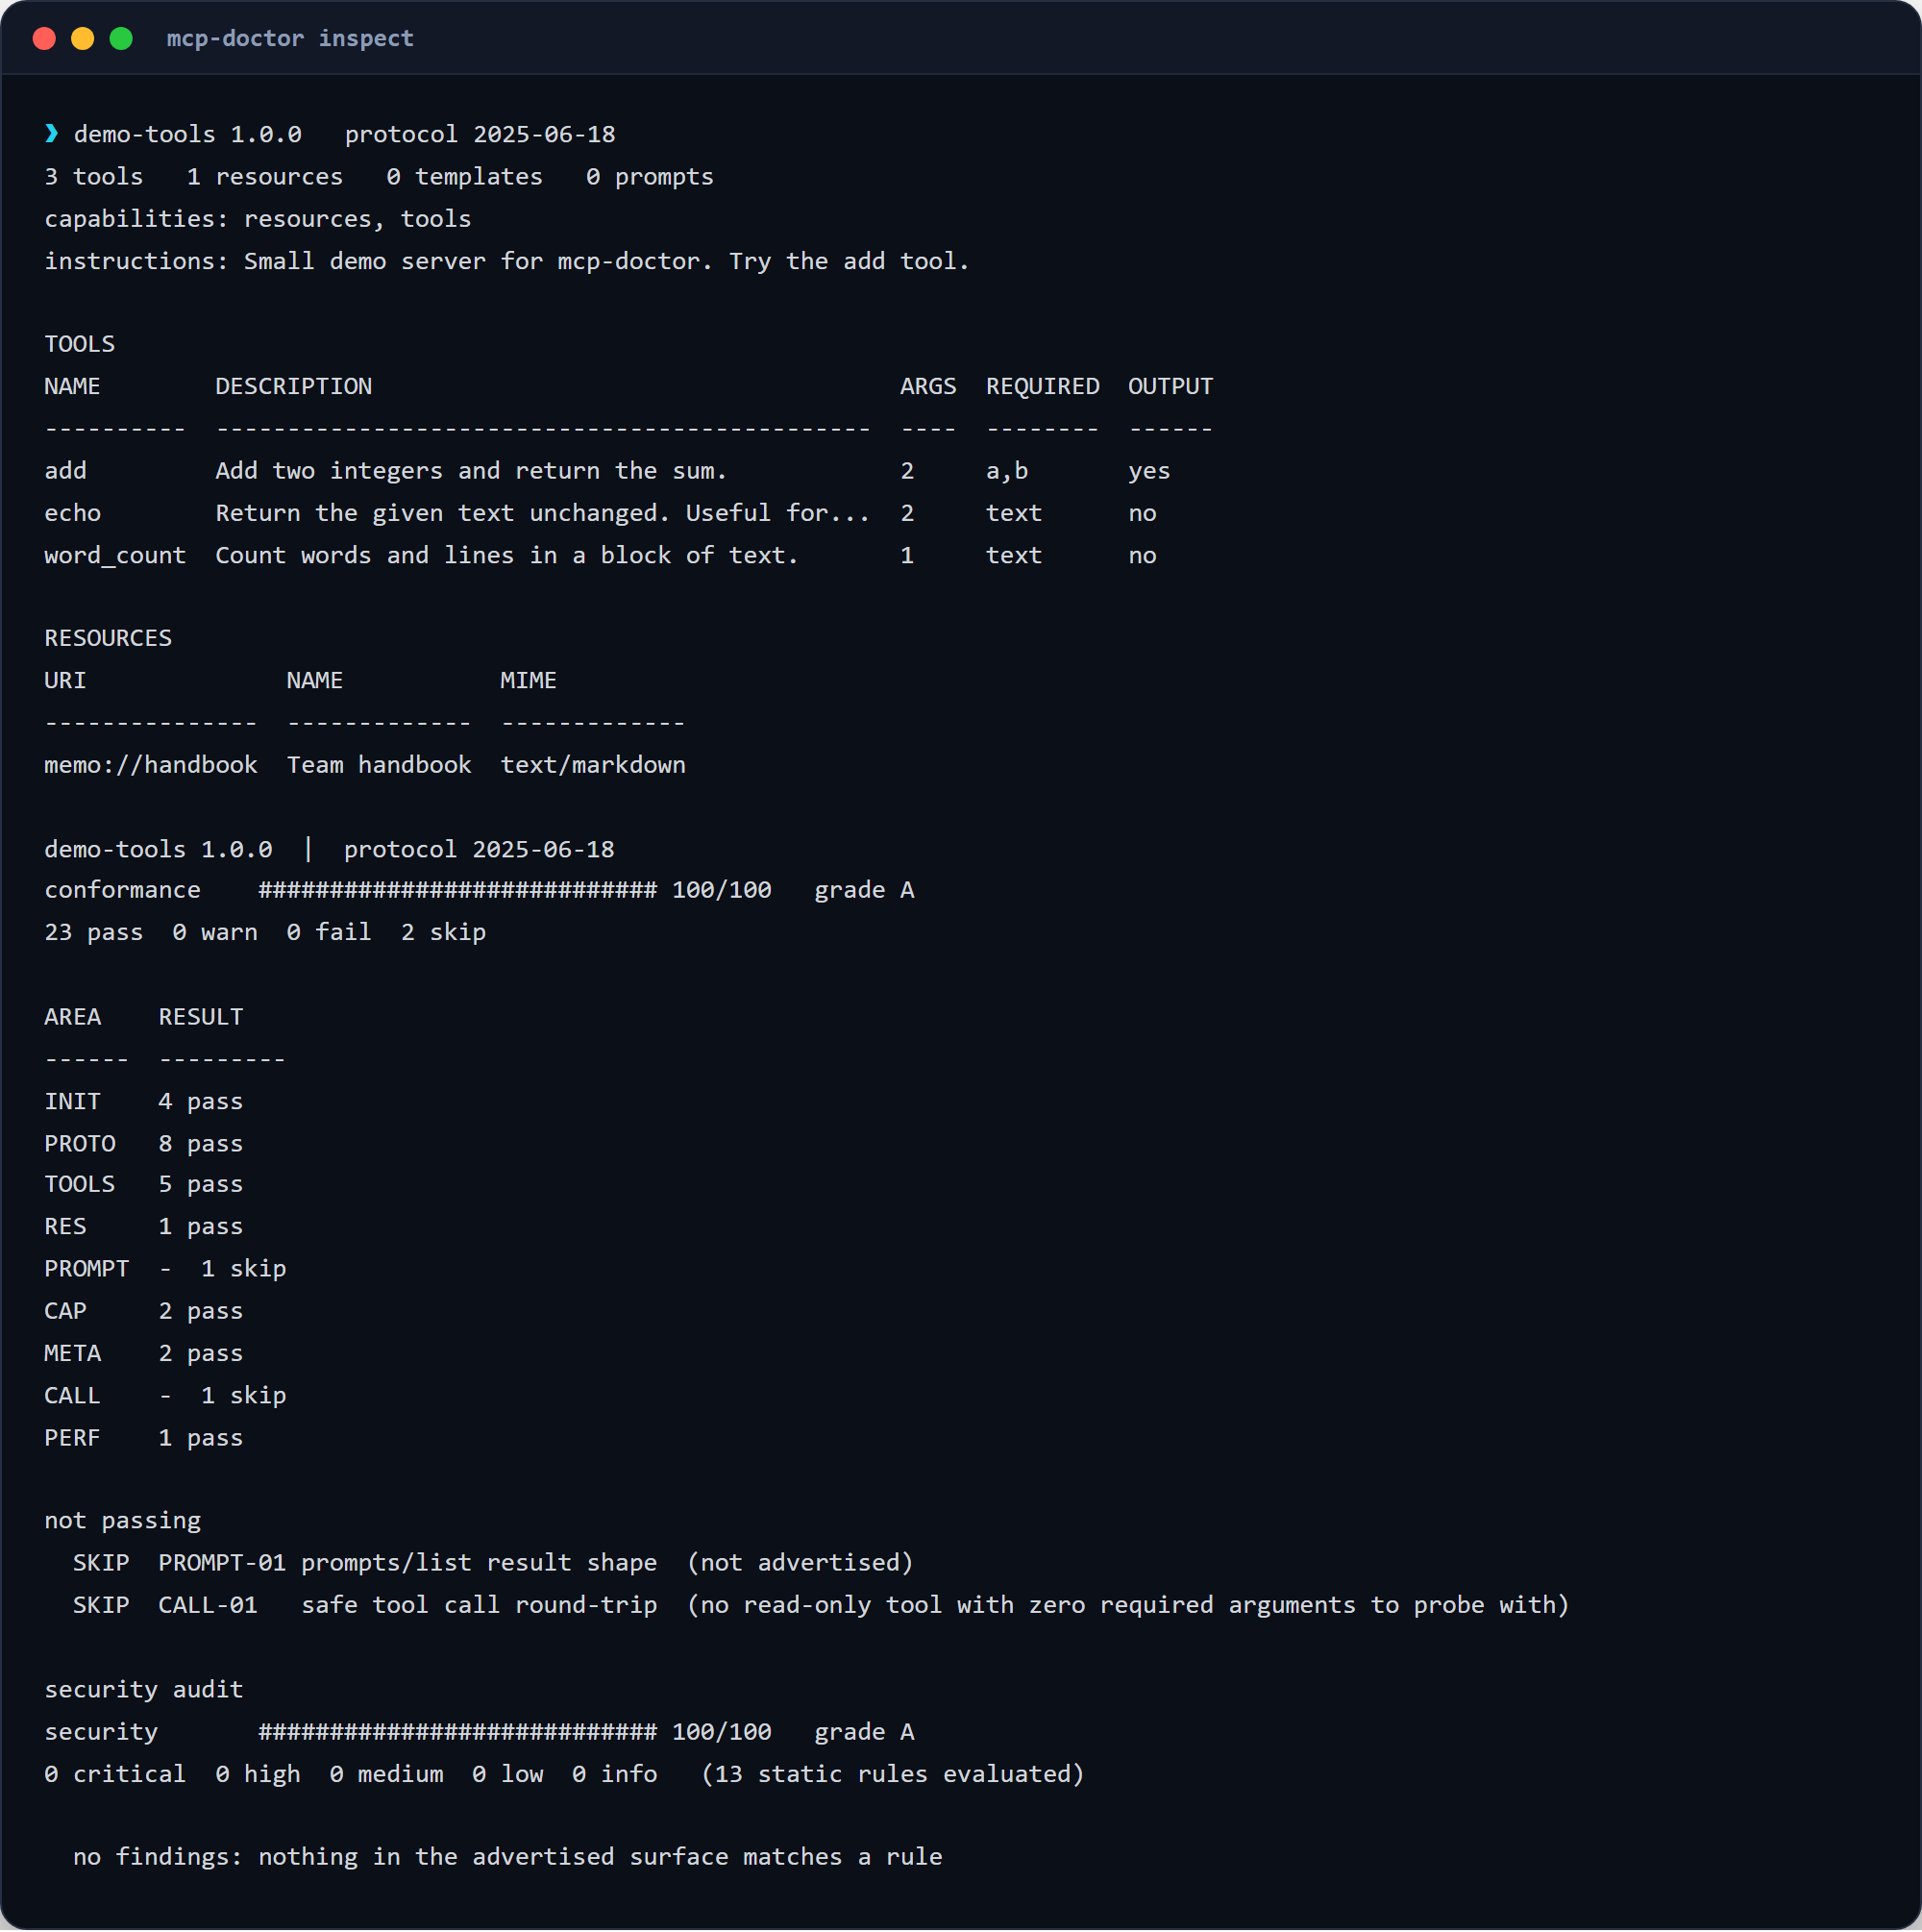 mcp-doctor inspect
❯ demo-tools 1.0.0   protocol 2025-06-18
3 tools   1 resources   0 templates   0 prompts
capabilities: resources, tools
instructions: Small demo server for mcp-doctor. Try the add tool.
TOOLS
NAME        DESCRIPTION                                     ARGS  REQUIRED  OUTPUT
----------  ----------------------------------------------  ----  --------  ------
add         Add two integers and return the sum.            2     a,b       yes
echo        Return the given text unchanged. Useful for...  2     text      no
word_count  Count words and lines in a block of text.       1     text      no
RESOURCES
URI              NAME           MIME
---------------  -------------  -------------
memo://handbook  Team handbook  text/markdown
demo-tools 1.0.0  |  protocol 2025-06-18
conformance    ############################ 100/100   grade A
23 pass  0 warn  0 fail  2 skip
AREA    RESULT
------  ---------
INIT    4 pass
PROTO   8 pass
TOOLS   5 pass
RES     1 pass
PROMPT  -  1 skip
CAP     2 pass
META    2 pass
CALL    -  1 skip
PERF    1 pass
not passing
  SKIP  PROMPT-01 prompts/list result shape  (not advertised)
  SKIP  CALL-01   safe tool call round-trip  (no read-only tool with zero required arguments to probe with)
security audit
security       ############################ 100/100   grade A
0 critical  0 high  0 medium  0 low  0 info   (13 static rules evaluated)
  no findings: nothing in the advertised surface matches a rule